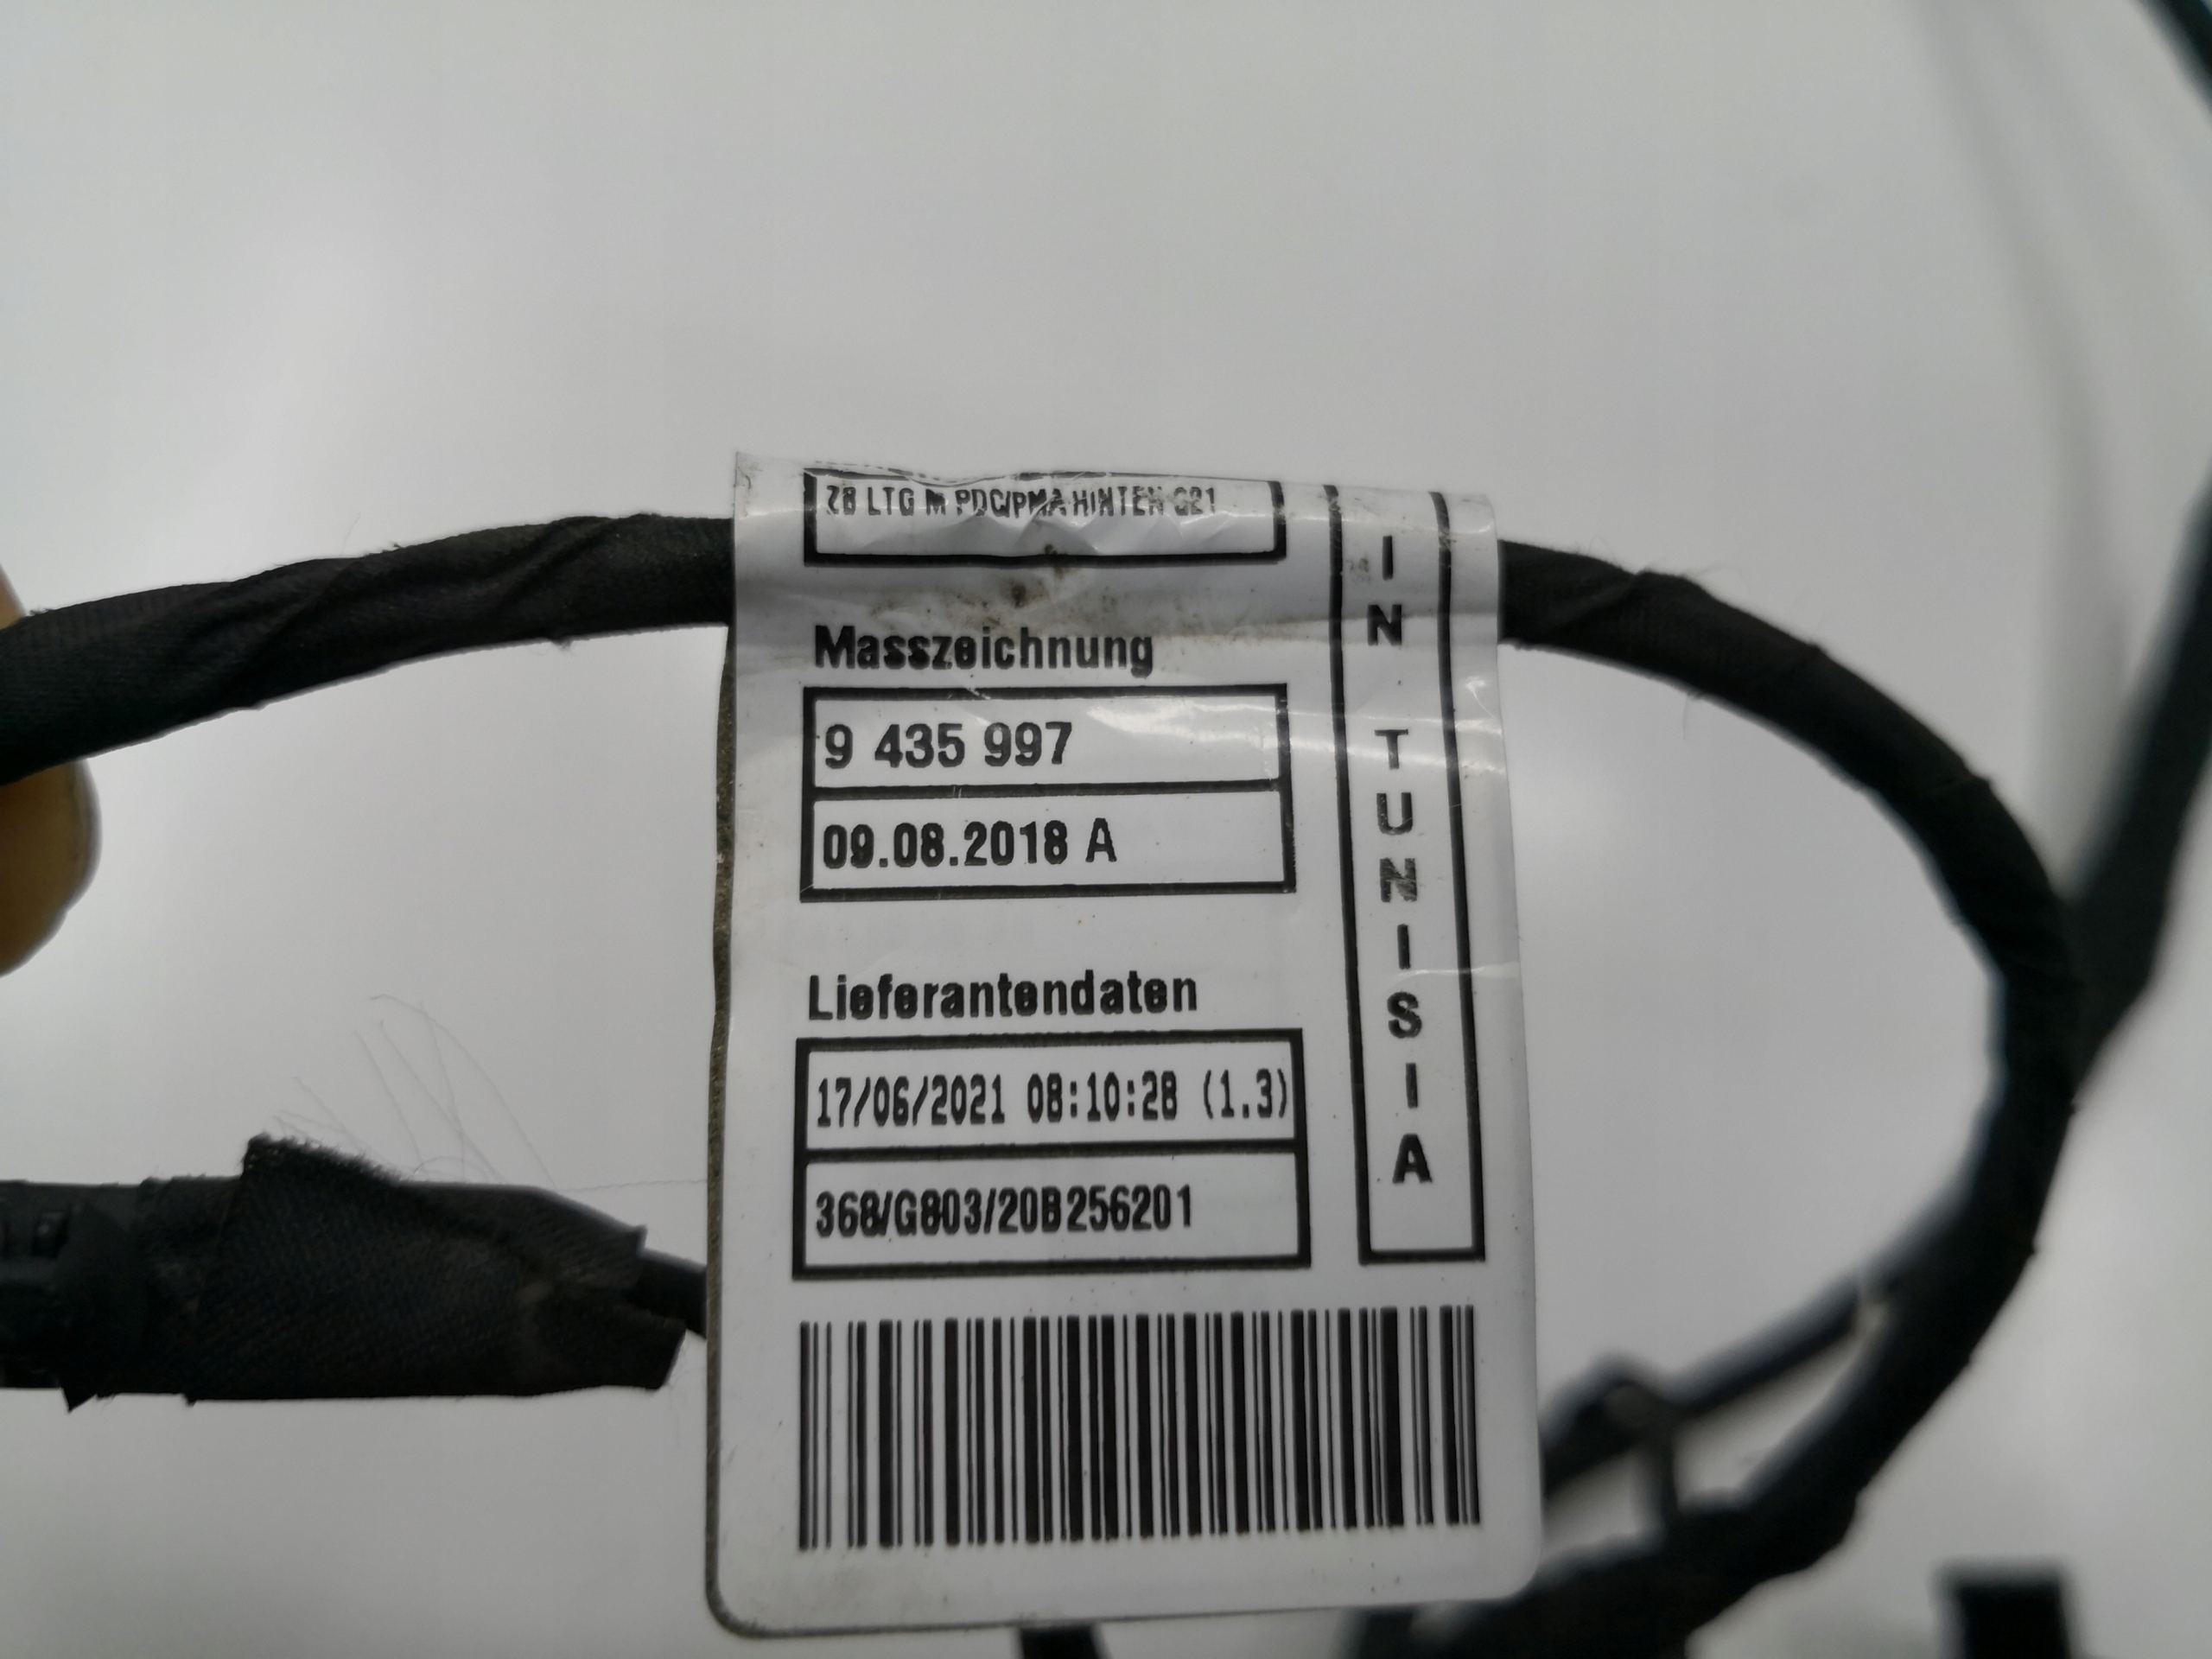 ZB LTG M PDC/PMA HINTEN G21
Masszeichnung
9 435 997
09.08.2018 A
Lieferantendaten
17/06/2021 08:10:28 (1.3)
368/G803/20B256201
IN TUNISIA